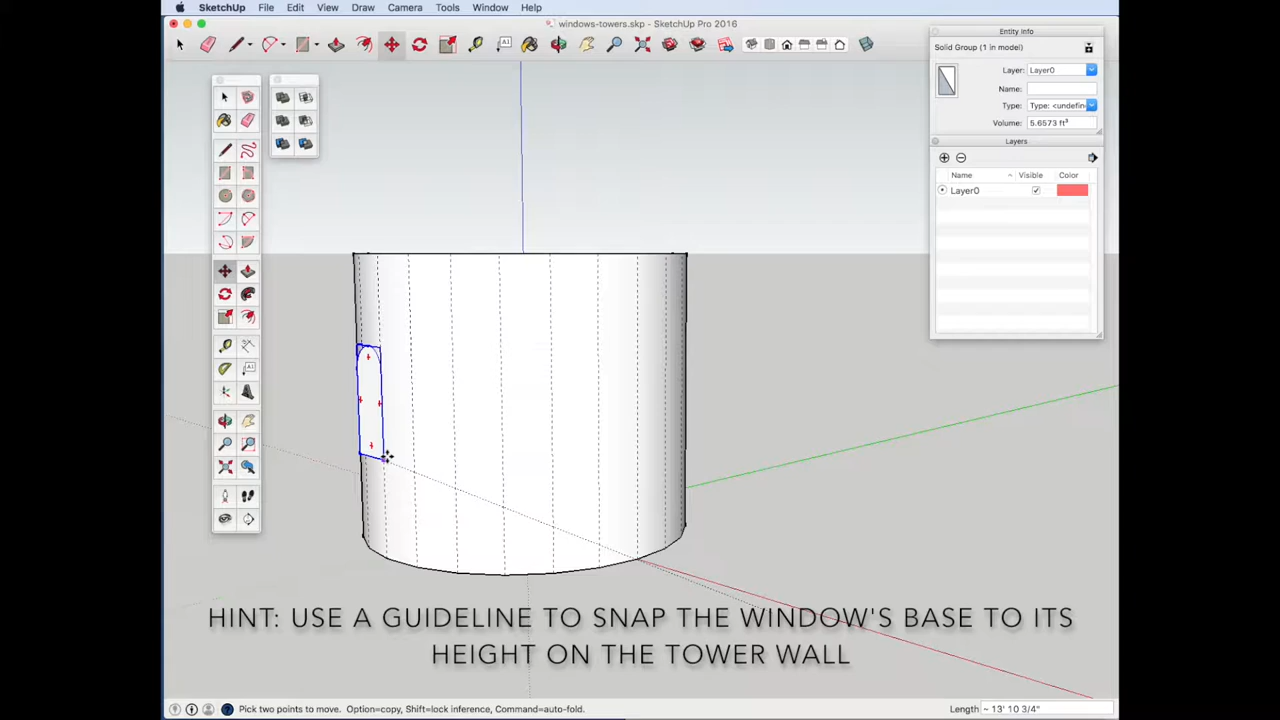 SketchUp File Edit View Draw Camera Tools Window Help
windows-towers.skp - SketchUp Pro 2016
Entity Info
Solid Group (1 in model)
Layer: Layer0
Name:
Type: Type: <undefin
Volume: 5.6573 ft³
Layers
Name Visible Color
Layer0
HINT: USE A GUIDELINE TO SNAP THE WINDOW'S BASE TO ITS
HEIGHT ON THE TOWER WALL
Pick two points to move. Option=copy, Shift=lock inference, Command=auto-fold.
Length ~ 13' 10 3/4"